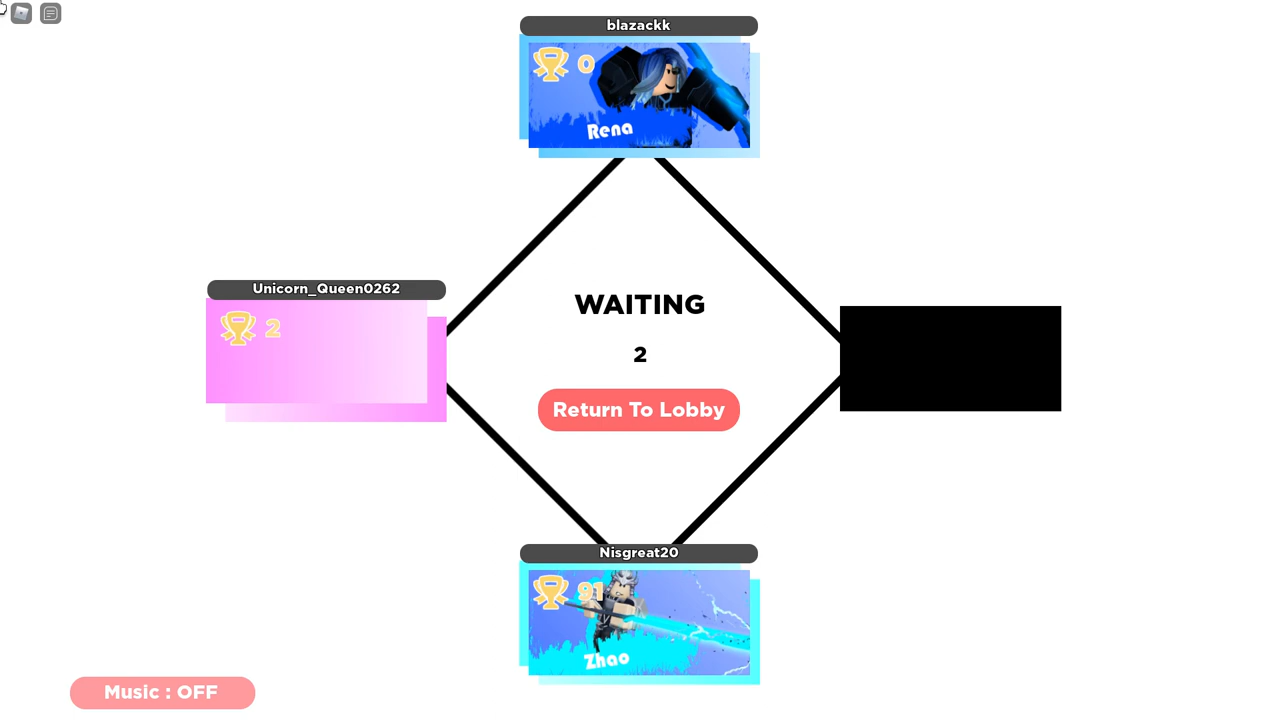 blazackk
0
Rena
Unicorn_Queen0262
2
WAITING
2
Return To Lobby
Nisgreat20
91
Zhao
Music : OFF